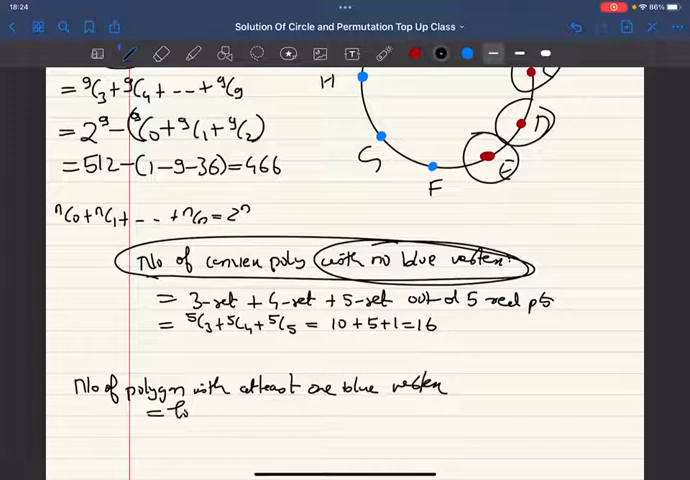 18:24
86%
Solution Of Circle and Permutation Top Up Class
= ⁹C₃ + ⁹C₄ + -- + ⁹C₉
= 2⁹ - (⁹C₀ + ⁹C₁ + ⁹C₂)
= 512 - (1 - 9 - 36) = 466
ⁿC₀ + ⁿC₁ + -- + ⁿCₙ = 2ⁿ
H
G
F
E
D
No of convex poly with no blue vertex.
= 3-set + 4-set + 5-set out of 5 red pts
= ⁵C₃ + ⁵C₄ + ⁵C₅ = 10 + 5 + 1 = 16
No of polygon with atleast one blue vertex
=